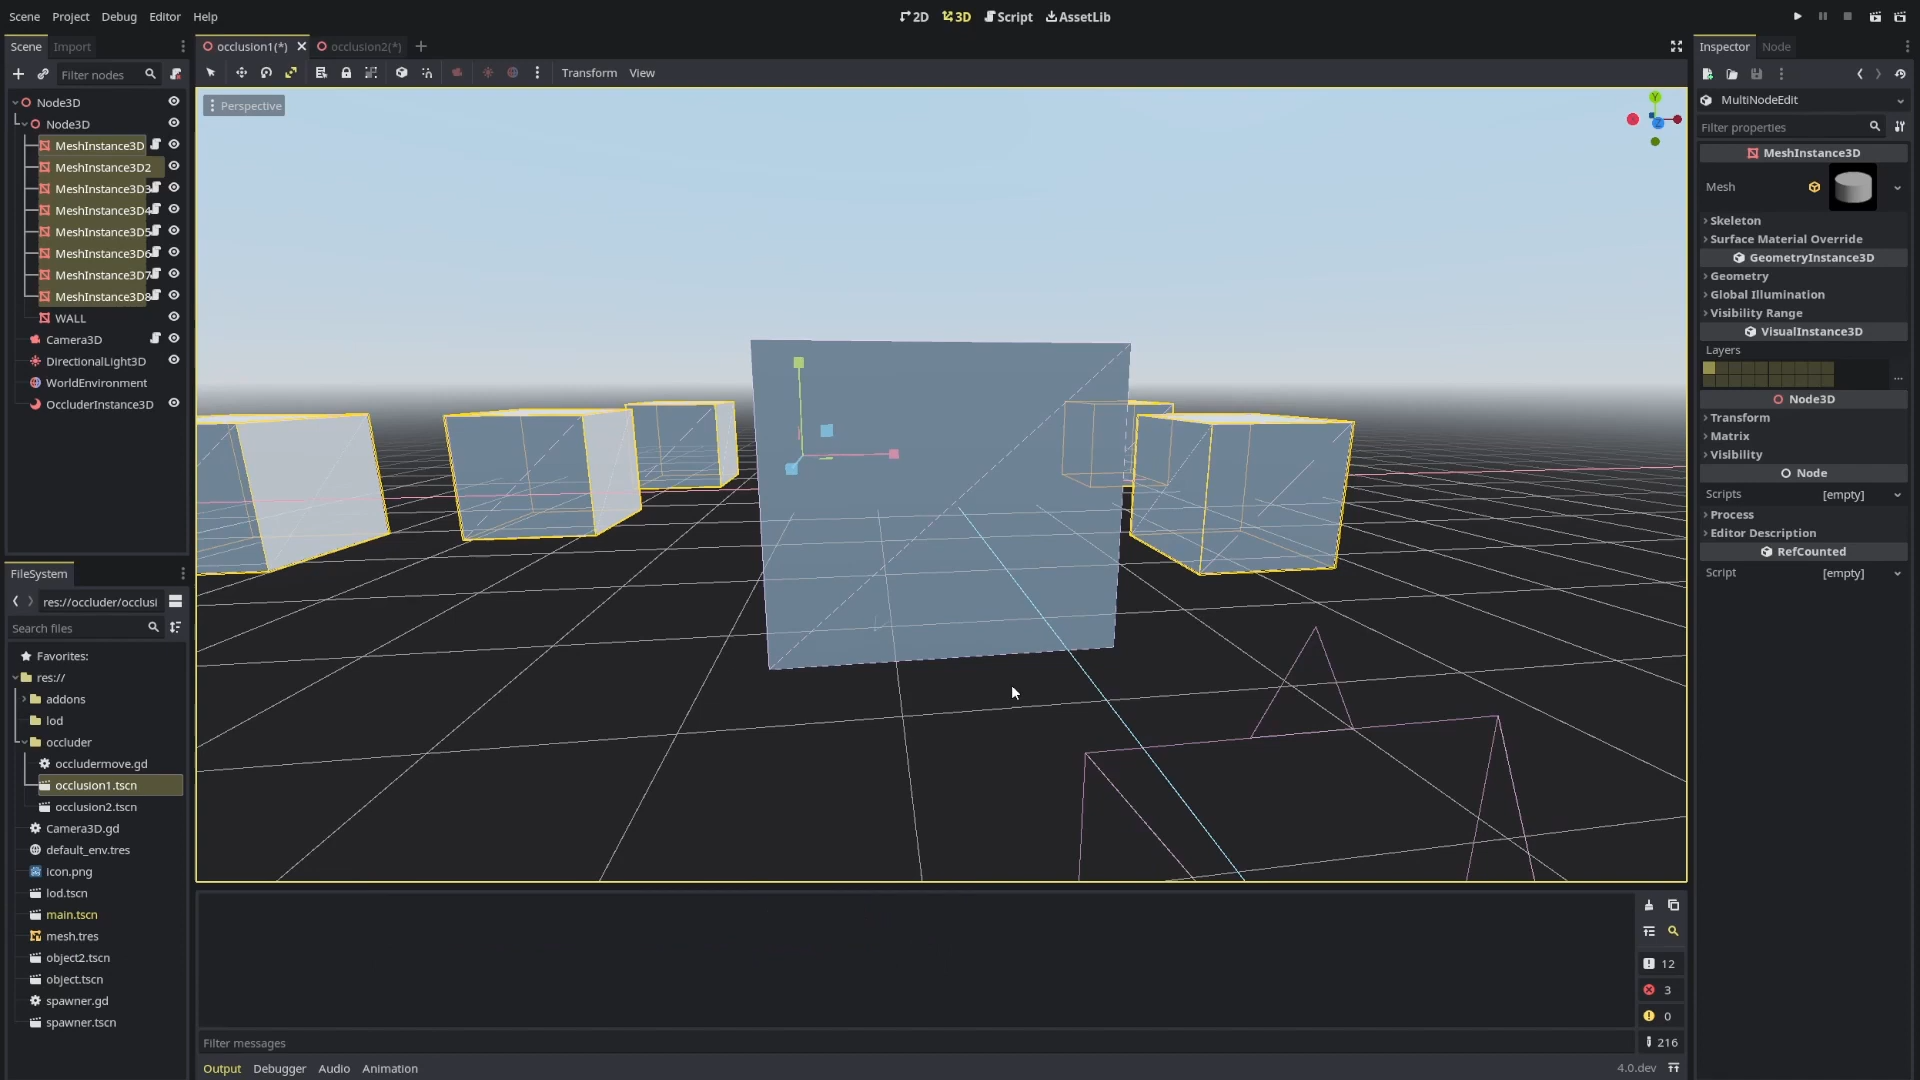 Scene Project Debug Editor Help
2D 3D Script AssetLib
Scene Import
occlusion1(*) occlusion2(*)
Inspector Node
Filter nodes
Transform View
Node3D
Node3D
MeshInstance3D
MeshInstance3D2
MeshInstance3D3
MeshInstance3D4
MeshInstance3D5
MeshInstance3D6
MeshInstance3D7
MeshInstance3D8
WALL
Camera3D
DirectionalLight3D
WorldEnvironment
OccluderInstance3D
Perspective
Y
Z
MultiNodeEdit
Filter properties
MeshInstance3D
Mesh
Skeleton
Surface Material Override
GeometryInstance3D
Geometry
Global Illumination
Visibility Range
VisualInstance3D
Layers
...
Node3D
Transform
Matrix
Visibility
Node
Scripts [empty]
Process
Editor Description
RefCounted
Script [empty]
FileSystem
res://occluder/occlusi
Search files
Favorites:
res://
addons
lod
occluder
occludermove.gd
occlusion1.tscn
occlusion2.tscn
Camera3D.gd
default_env.tres
icon.png
lod.tscn
main.tscn
mesh.tres
object2.tscn
object.tscn
spawner.gd
spawner.tscn
12
3
0
216
Filter messages
Output Debugger Audio Animation
4.0.dev